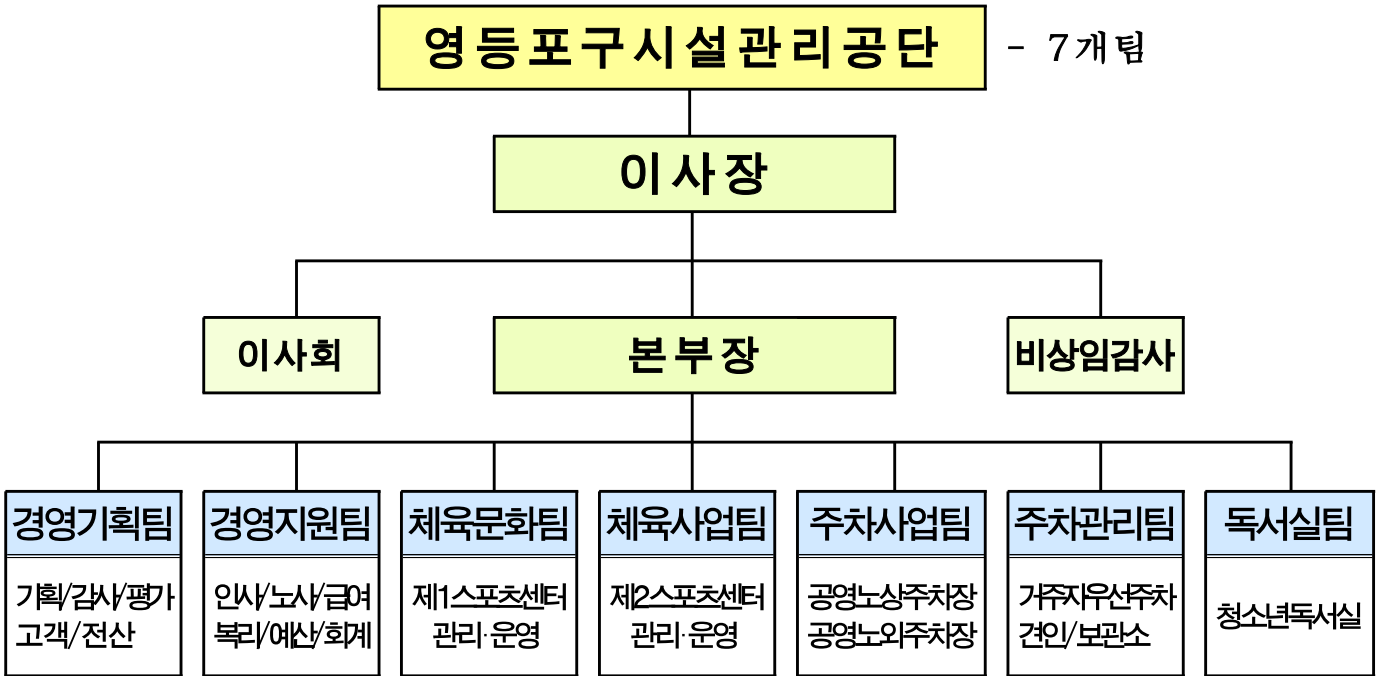 영등포구시설관리공단 - 7개팀
이사장
이사회 본부장 비상임감사
경영기획팀 경영지원팀 체육문화팀 체육사업팀 주차사업팀 주차관리팀 독서실팀
기획/감사/평가 인사/노사/급여 제1스포츠센터 제2스포츠센터 공영노상주차장 거주자우선주차 청소년독서실
고객/전산 복리/예산/회계 관리·운영 관리·운영 공영노외주차장 견인/보관소